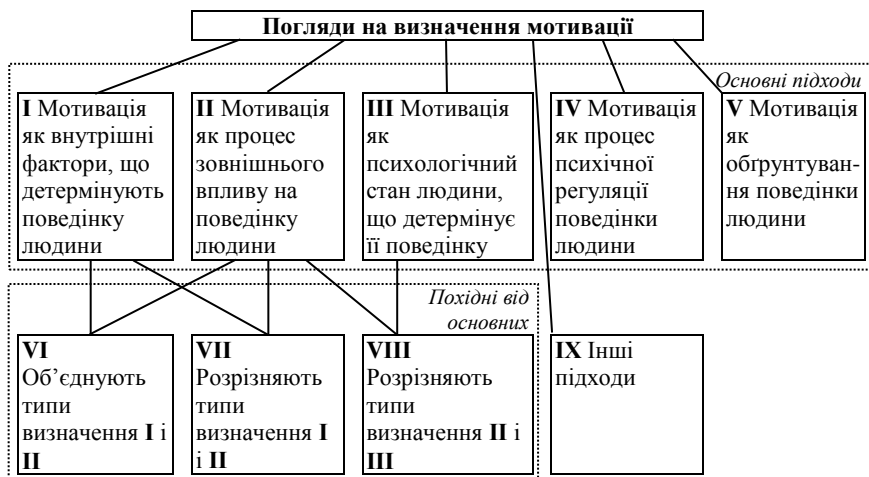 Погляди на визначення мотивації
Основні підходи
I Мотивація
як внутрішні
фактори, що
детермінують
поведінку
людини
II Мотивація
як процес
зовнішнього
впливу на
поведінку
людини
III Мотивація
як
психологічний
стан людини,
що детермінує
її поведінку
IV Мотивація
як процес
психічної
регуляції
поведінки
людини
V Мотивація
як
обґрунтуван-
ня поведінки
людини
Похідні від
основних
VI
Об’єднують
типи
визначення I і
II
VII
Розрізняють
типи
визначення I
і II
VIII
Розрізняють
типи
визначення II і
III
IX Інші
підходи